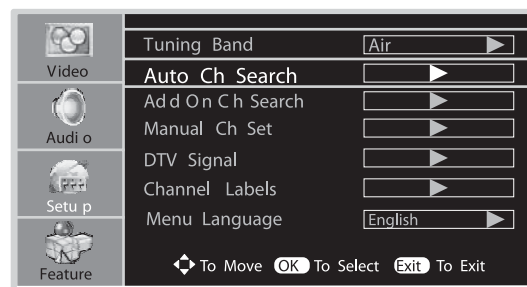 Video
Audi o
Setu p
Feature
Tuning Band Air
Auto Ch Search
Add On Ch Search
Manual Ch Set
DTV Signal
Channel Labels
Menu Language English
To Move OK To Select Exit To Exit